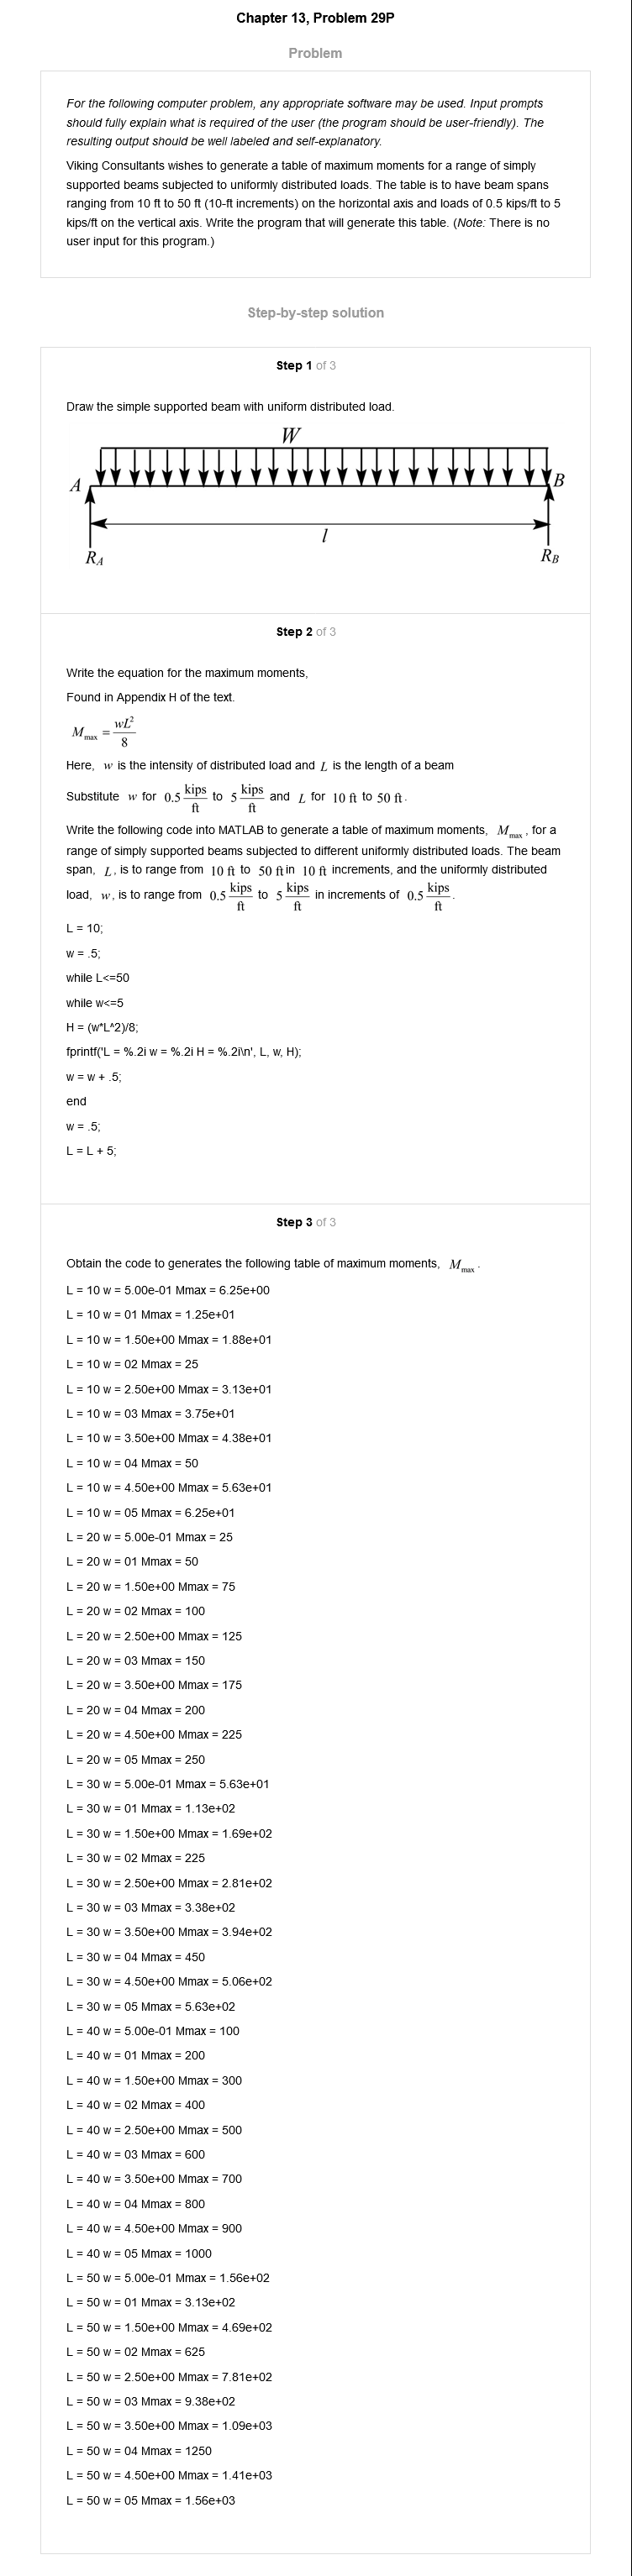 Chapter 13, Problem 29P
Problem
For the following computer problem, any appropriate software may be used. Input prompts
should fully explain what is required of the user (the program should be user-friendly). The
resulting output should be well labeled and self-explanatory.
Viking Consultants wishes to generate a table of maximum moments for a range of simply
supported beams subjected to uniformly distributed loads. The table is to have beam spans
ranging from 10 ft to 50 ft (10-ft increments) on the horizontal axis and loads of 0.5 kips/ft to 5
kips/ft on the vertical axis. Write the program that will generate this table. (Note: There is no
user input for this program.)
Step-by-step solution
Step 1 of 3
Draw the simple supported beam with uniform distributed load.
W
A B
l
R_A R_B
Step 2 of 3
Write the equation for the maximum moments,
Found in Appendix H of the text.
M_max = wL²/8
Here, w is the intensity of distributed load and L is the length of a beam
Substitute w for 0.5 kips/ft to 5 kips/ft and L for 10 ft to 50 ft.
Write the following code into MATLAB to generate a table of maximum moments, M_max, for a
range of simply supported beams subjected to different uniformly distributed loads. The beam
span, L, is to range from 10 ft to 50 ft in 10 ft increments, and the uniformly distributed
load, w, is to range from 0.5 kips/ft to 5 kips/ft in increments of 0.5 kips/ft.
L = 10;
w = .5;
while L<=50
while w<=5
H = (w*L^2)/8;
fprintf('L = %.2i w = %.2i H = %.2i\n', L, w, H);
w = w + .5;
end
w = .5;
L = L + 5;
Step 3 of 3
Obtain the code to generates the following table of maximum moments, M_max.
L = 10 w = 5.00e-01 Mmax = 6.25e+00
L = 10 w = 01 Mmax = 1.25e+01
L = 10 w = 1.50e+00 Mmax = 1.88e+01
L = 10 w = 02 Mmax = 25
L = 10 w = 2.50e+00 Mmax = 3.13e+01
L = 10 w = 03 Mmax = 3.75e+01
L = 10 w = 3.50e+00 Mmax = 4.38e+01
L = 10 w = 04 Mmax = 50
L = 10 w = 4.50e+00 Mmax = 5.63e+01
L = 10 w = 05 Mmax = 6.25e+01
L = 20 w = 5.00e-01 Mmax = 25
L = 20 w = 01 Mmax = 50
L = 20 w = 1.50e+00 Mmax = 75
L = 20 w = 02 Mmax = 100
L = 20 w = 2.50e+00 Mmax = 125
L = 20 w = 03 Mmax = 150
L = 20 w = 3.50e+00 Mmax = 175
L = 20 w = 04 Mmax = 200
L = 20 w = 4.50e+00 Mmax = 225
L = 20 w = 05 Mmax = 250
L = 30 w = 5.00e-01 Mmax = 5.63e+01
L = 30 w = 01 Mmax = 1.13e+02
L = 30 w = 1.50e+00 Mmax = 1.69e+02
L = 30 w = 02 Mmax = 225
L = 30 w = 2.50e+00 Mmax = 2.81e+02
L = 30 w = 03 Mmax = 3.38e+02
L = 30 w = 3.50e+00 Mmax = 3.94e+02
L = 30 w = 04 Mmax = 450
L = 30 w = 4.50e+00 Mmax = 5.06e+02
L = 30 w = 05 Mmax = 5.63e+02
L = 40 w = 5.00e-01 Mmax = 100
L = 40 w = 01 Mmax = 200
L = 40 w = 1.50e+00 Mmax = 300
L = 40 w = 02 Mmax = 400
L = 40 w = 2.50e+00 Mmax = 500
L = 40 w = 03 Mmax = 600
L = 40 w = 3.50e+00 Mmax = 700
L = 40 w = 04 Mmax = 800
L = 40 w = 4.50e+00 Mmax = 900
L = 40 w = 05 Mmax = 1000
L = 50 w = 5.00e-01 Mmax = 1.56e+02
L = 50 w = 01 Mmax = 3.13e+02
L = 50 w = 1.50e+00 Mmax = 4.69e+02
L = 50 w = 02 Mmax = 625
L = 50 w = 2.50e+00 Mmax = 7.81e+02
L = 50 w = 03 Mmax = 9.38e+02
L = 50 w = 3.50e+00 Mmax = 1.09e+03
L = 50 w = 04 Mmax = 1250
L = 50 w = 4.50e+00 Mmax = 1.41e+03
L = 50 w = 05 Mmax = 1.56e+03